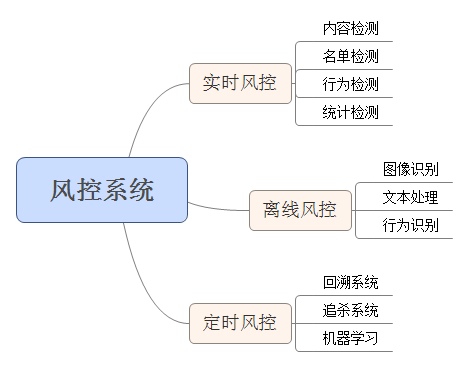 风控系统
实时风控
内容检测
名单检测
行为检测
统计检测
离线风控
图像识别
文本处理
行为识别
定时风控
回溯系统
追杀系统
机器学习